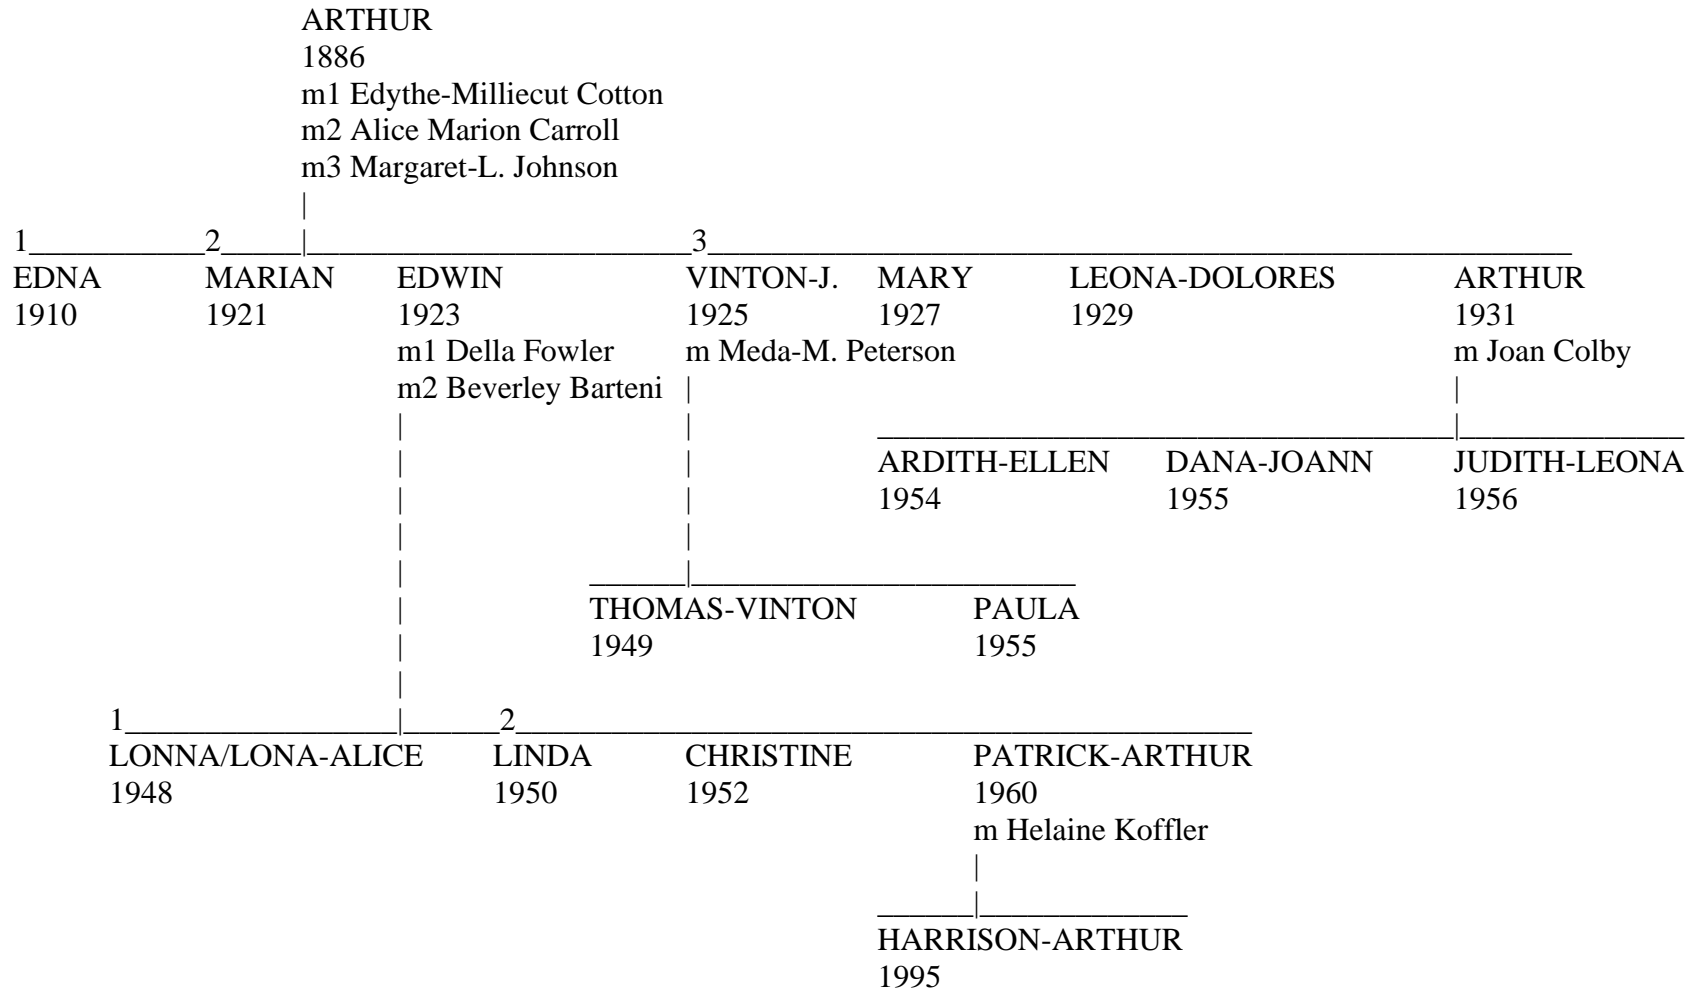 ARTHUR
1886
m1 Edythe-Milliecut Cotton
m2 Alice Marion Carroll
m3 Margaret-L. Johnson
1 2 3
EDNA MARIAN EDWIN VINTON-J. MARY LEONA-DOLORES ARTHUR
1910 1921 1923 1925 1927 1929 1931
m1 Della Fowler m Meda-M. Peterson m Joan Colby
m2 Beverley Barteni
ARDITH-ELLEN DANA-JOANN JUDITH-LEONA
1954 1955 1956
THOMAS-VINTON PAULA
1949 1955
1 2
LONNA/LONA-ALICE LINDA CHRISTINE PATRICK-ARTHUR
1948 1950 1952 1960
m Helaine Koffler
HARRISON-ARTHUR
1995